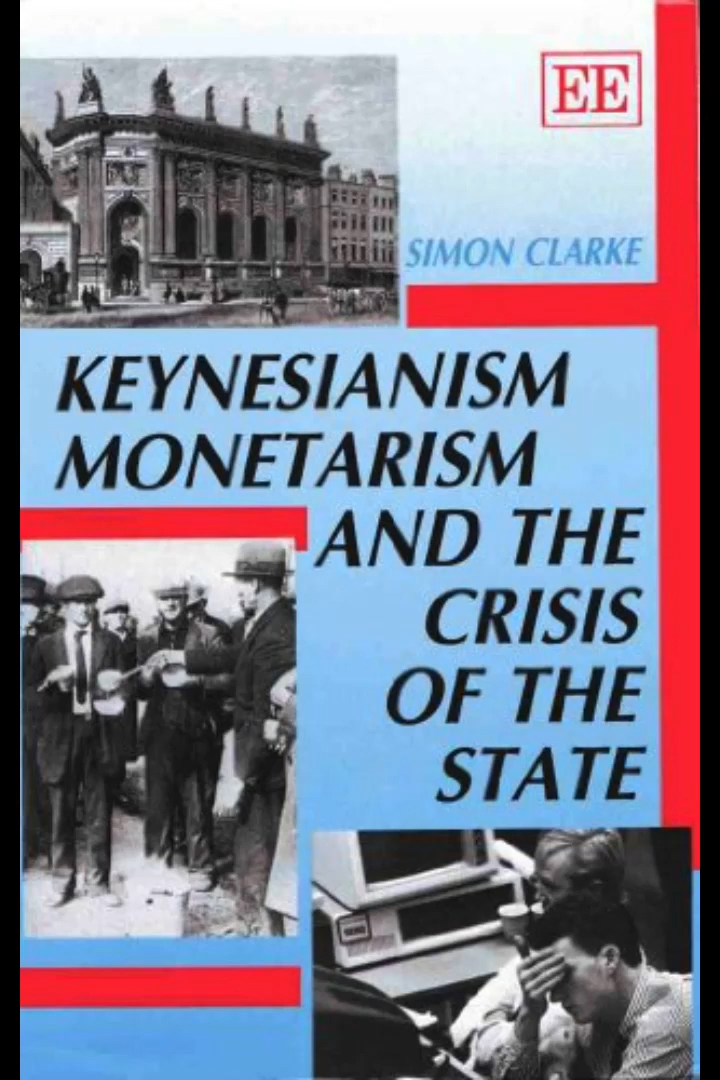 EE
SIMON CLARKE
KEYNESIANISM
MONETARISM
AND THE
CRISIS
OF THE
STATE